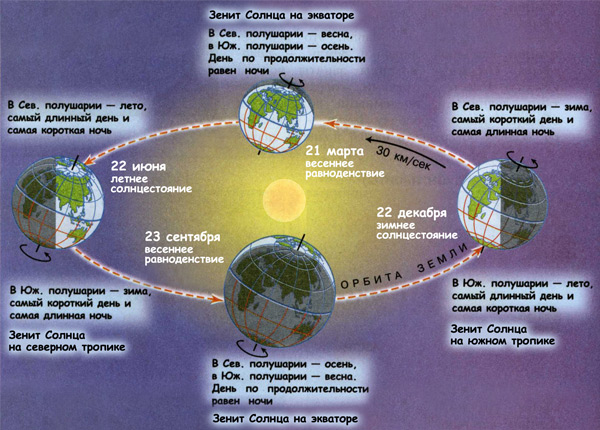 Зенит Солнца на экваторе
В Сев. полушарии — весна,
в Юж. полушарии — осень.
День по продолжительности
равен ночи
В Сев. полушарии — лето,
самый длинный день и
самая короткая ночь
В Сев. полушарии — зима,
самый короткий день и
самая длинная ночь
21 марта
весеннее
равноденствие
30 км/сек
22 июня
летнее
солнцестояние
22 декабря
зимнее
солнцестояние
23 сентября
весеннее
равноденствие
ОРБИТА ЗЕМЛИ
В Юж. полушарии — зима,
самый короткий день и
самая длинная ночь
Зенит Солнца
на северном тропике
В Юж. полушарии — лето,
самый длинный день и
самая короткая ночь
Зенит Солнца
на южном тропике
В Сев. полушарии — осень,
в Юж. полушарии — весна.
День по продолжительности
равен ночи
Зенит Солнца на экваторе